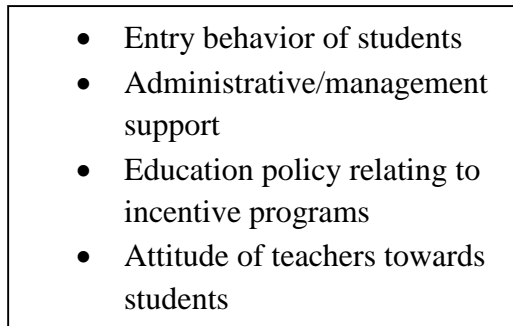 • Entry behavior of students
• Administrative/management
support
• Education policy relating to
incentive programs
• Attitude of teachers towards
students